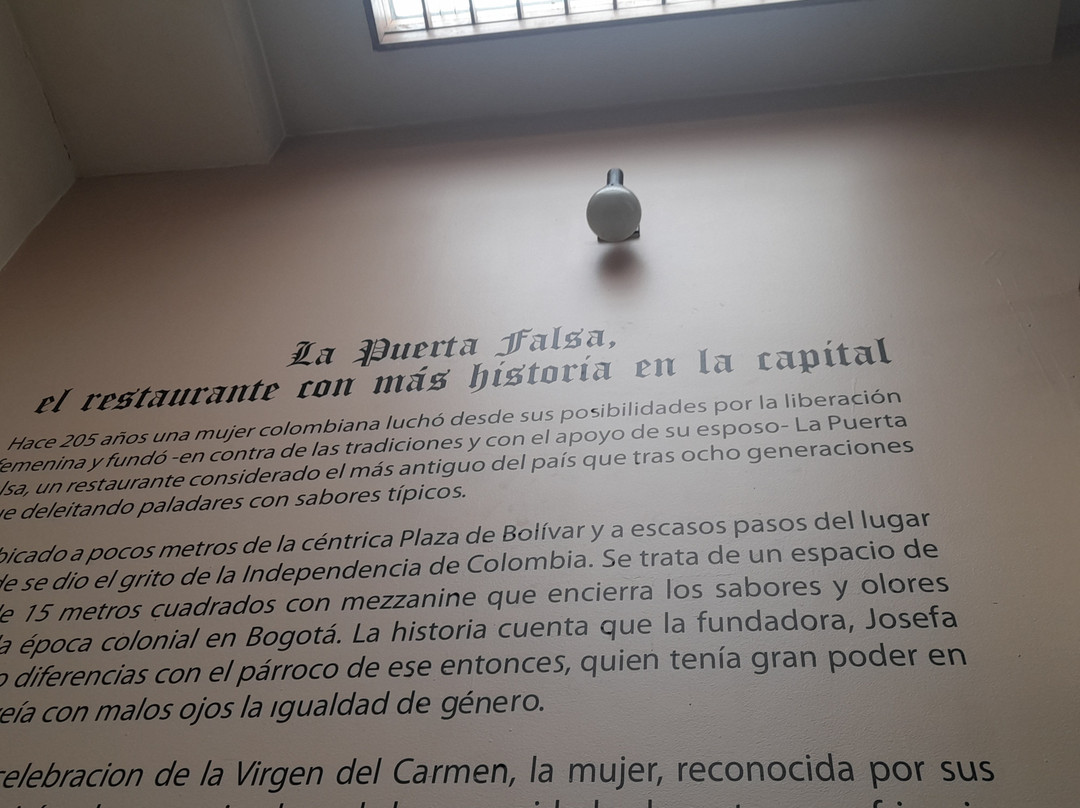 La Puerta Falsa,
el restaurante con más historia en la capital
Hace 205 años una mujer colombiana luchó desde sus posibilidades por la liberación
femenina y fundó -en contra de las tradiciones y con el apoyo de su esposo- La Puerta
lsa, un restaurante considerado el más antiguo del país que tras ocho generaciones
ue deleitando paladares con sabores típicos.
bicado a pocos metros de la céntrica Plaza de Bolívar y a escasos pasos del lugar
de se dio el grito de la Independencia de Colombia. Se trata de un espacio de
de 15 metros cuadrados con mezzanine que encierra los sabores y olores
la época colonial en Bogotá. La historia cuenta que la fundadora, Josefa
o diferencias con el párroco de ese entonces, quien tenía gran poder en
veía con malos ojos la igualdad de género.
celebracion de la Virgen del Carmen, la mujer, reconocida por sus